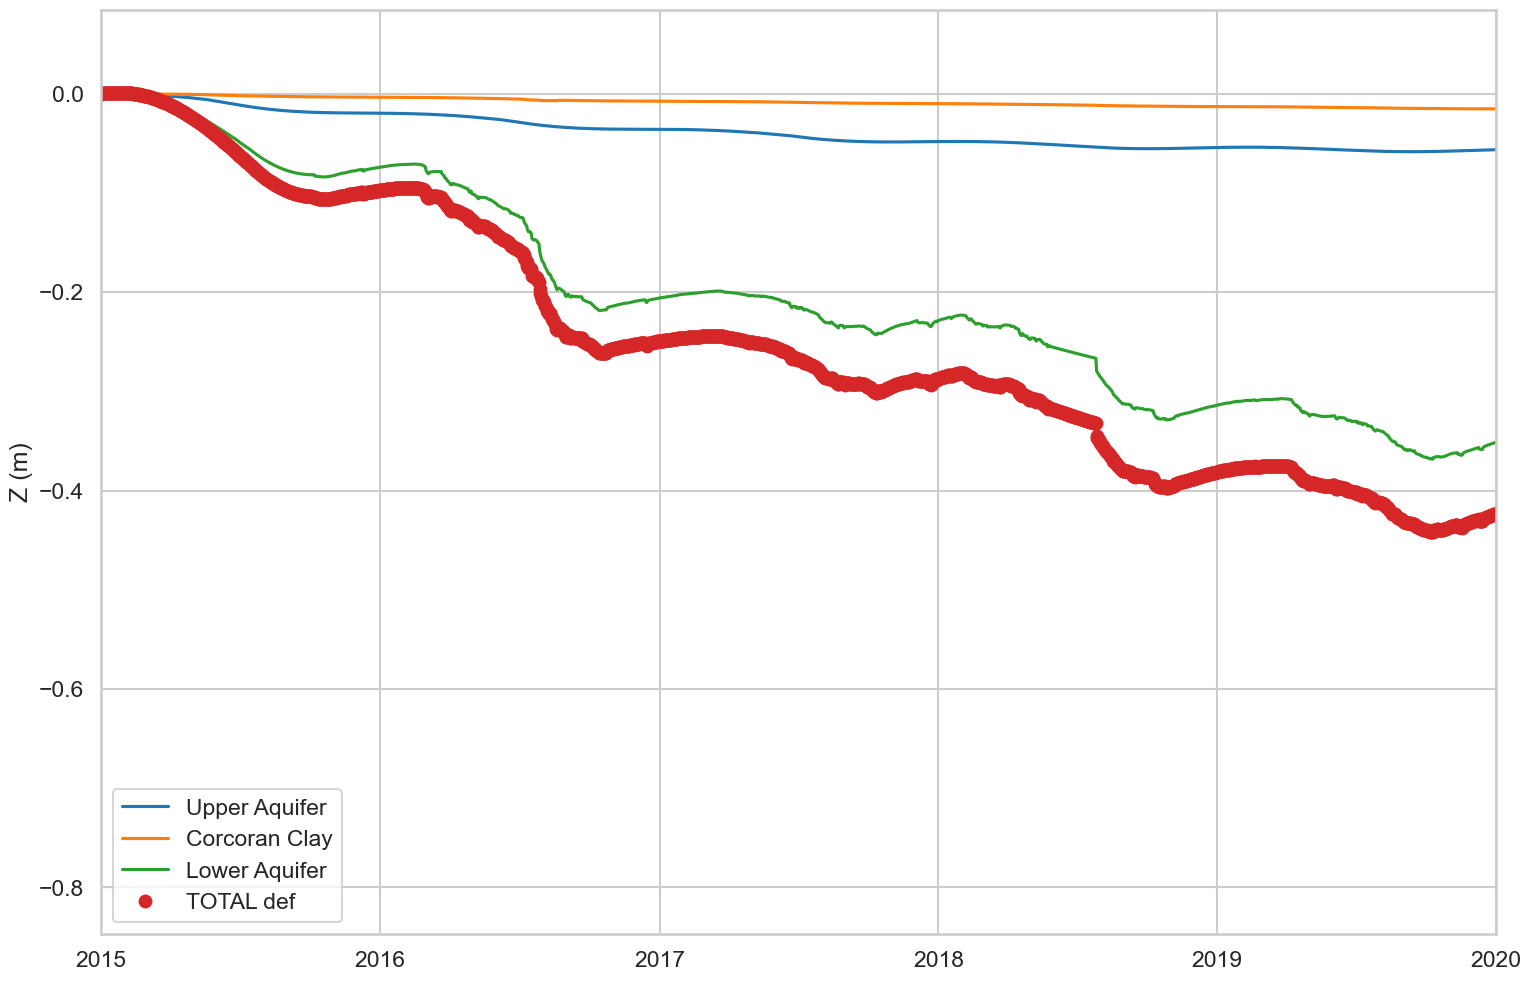 0.0
−0.2
−0.4
−0.6
−0.8
Z (m)
Upper Aquifer
Corcoran Clay
Lower Aquifer
TOTAL def
2015 2016 2017 2018 2019 2020